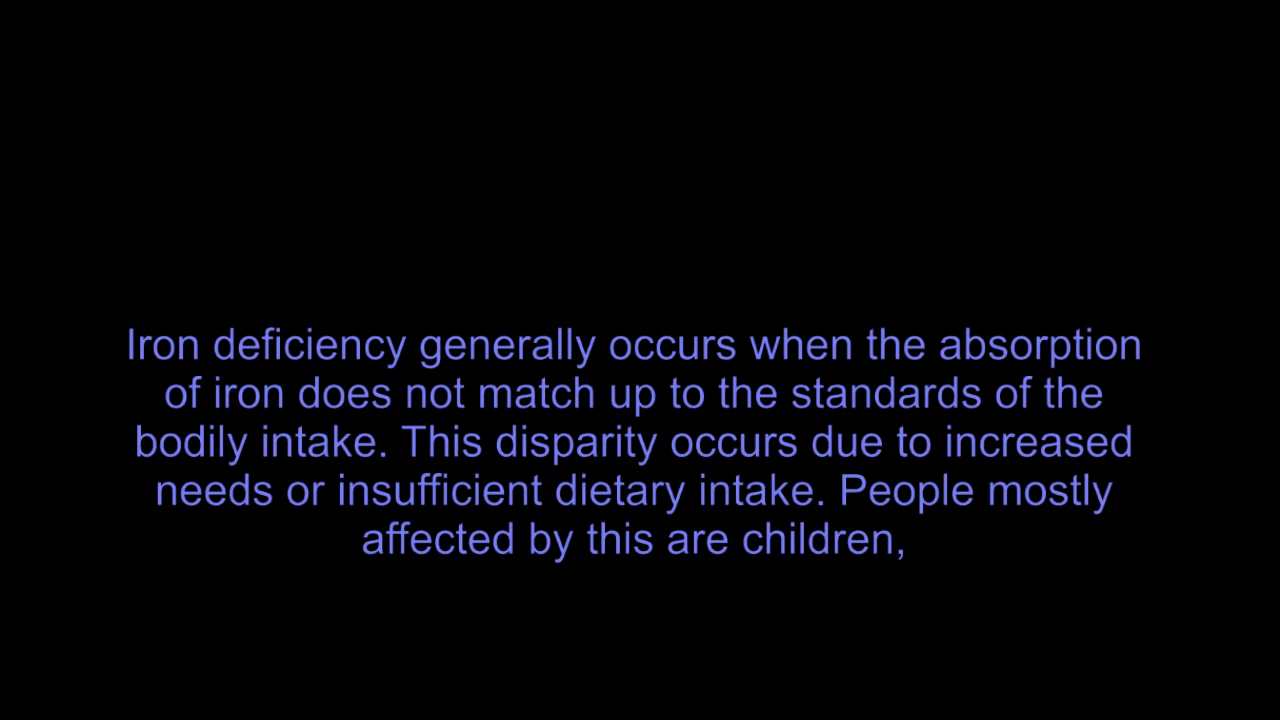 Iron deficiency generally occurs when the absorption
of iron does not match up to the standards of the
bodily intake. This disparity occurs due to increased
needs or insufficient dietary intake. People mostly
affected by this are children,